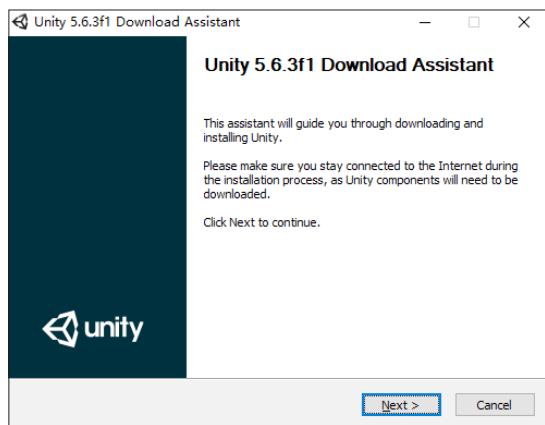 Unity 5.6.3f1 Download Assistant
Unity 5.6.3f1 Download Assistant
This assistant will guide you through downloading and
installing Unity.
Please make sure you stay connected to the Internet during
the installation process, as Unity components will need to be
downloaded.
Click Next to continue.
unity
Next >
Cancel